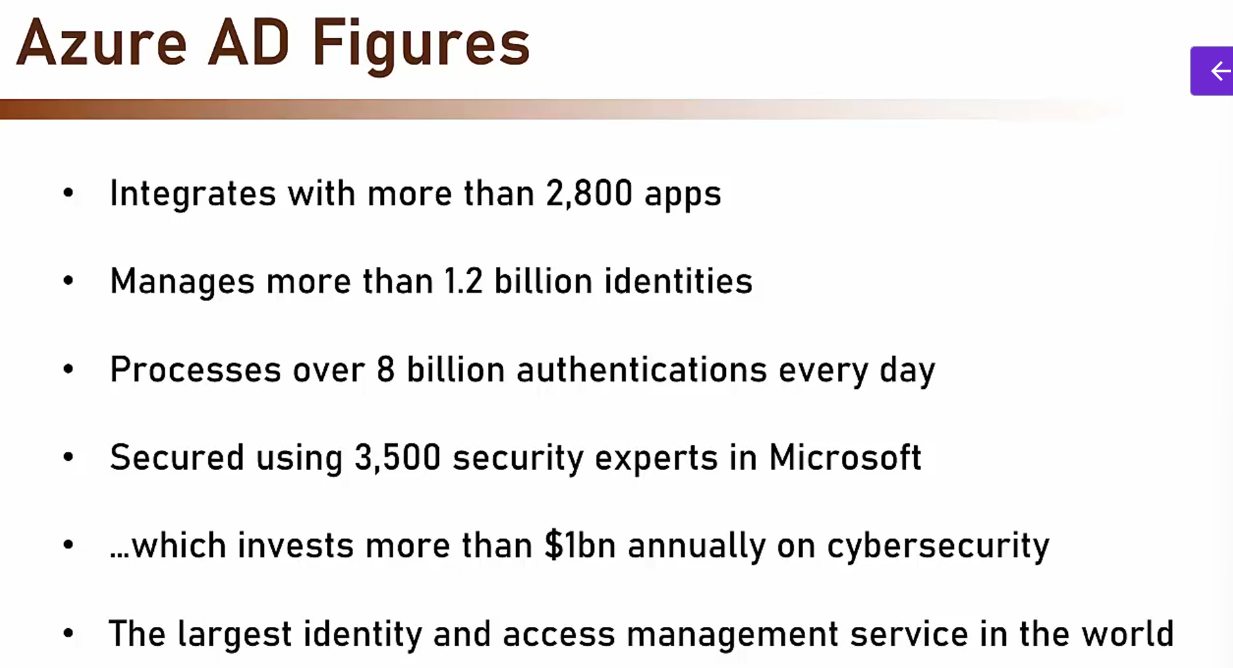 Azure AD Figures
• Integrates with more than 2,800 apps
• Manages more than 1.2 billion identities
• Processes over 8 billion authentications every day
• Secured using 3,500 security experts in Microsoft
• …which invests more than $1bn annually on cybersecurity
• The largest identity and access management service in the world